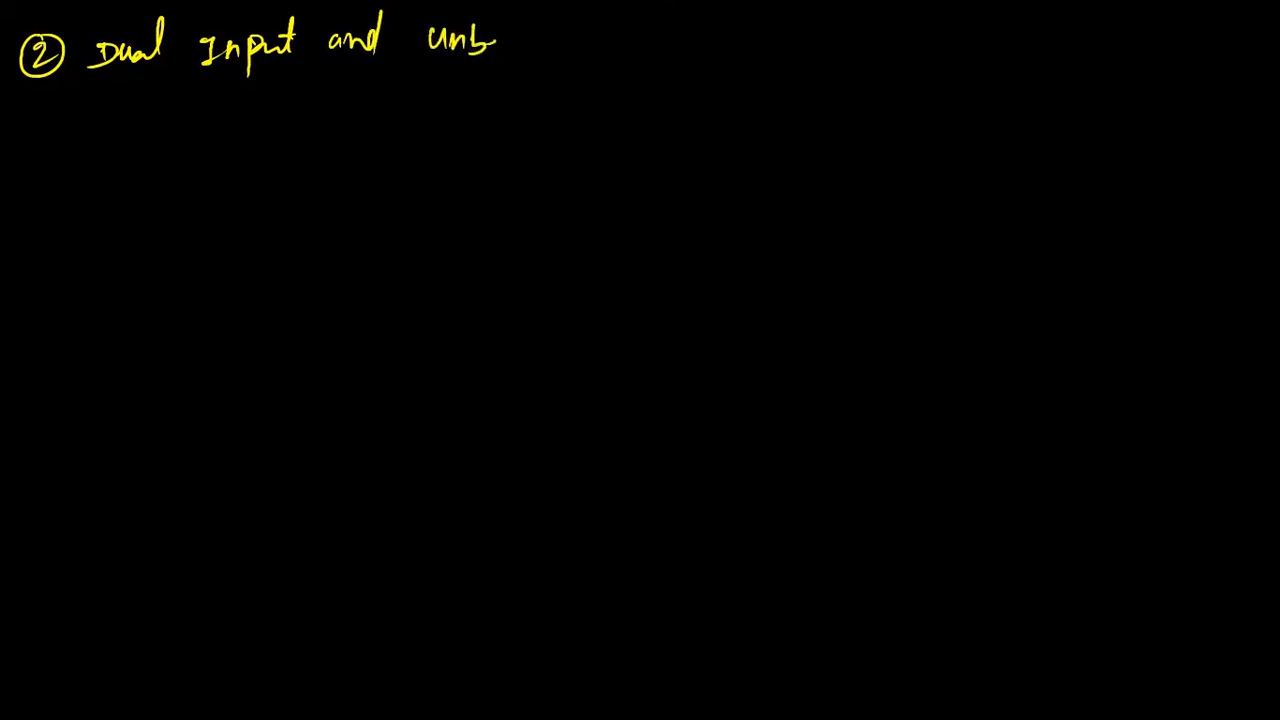 ② Dual Input and unb